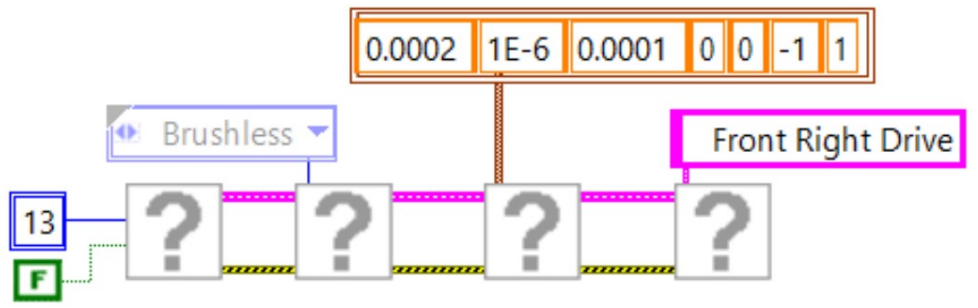 0.0002 1E-6 0.0001 0 0 -1 1
Brushless
Front Right Drive
13
? ? ? ?
F